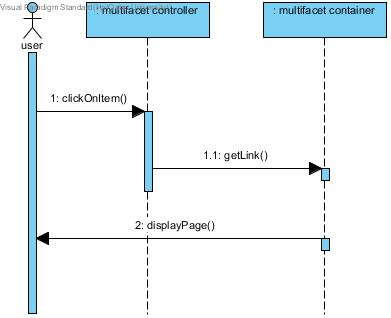 Visual Paradigm Standard
: multifacet controller
: multifacet container
user
1: clickOnItem()
1.1: getLink()
2: displayPage()